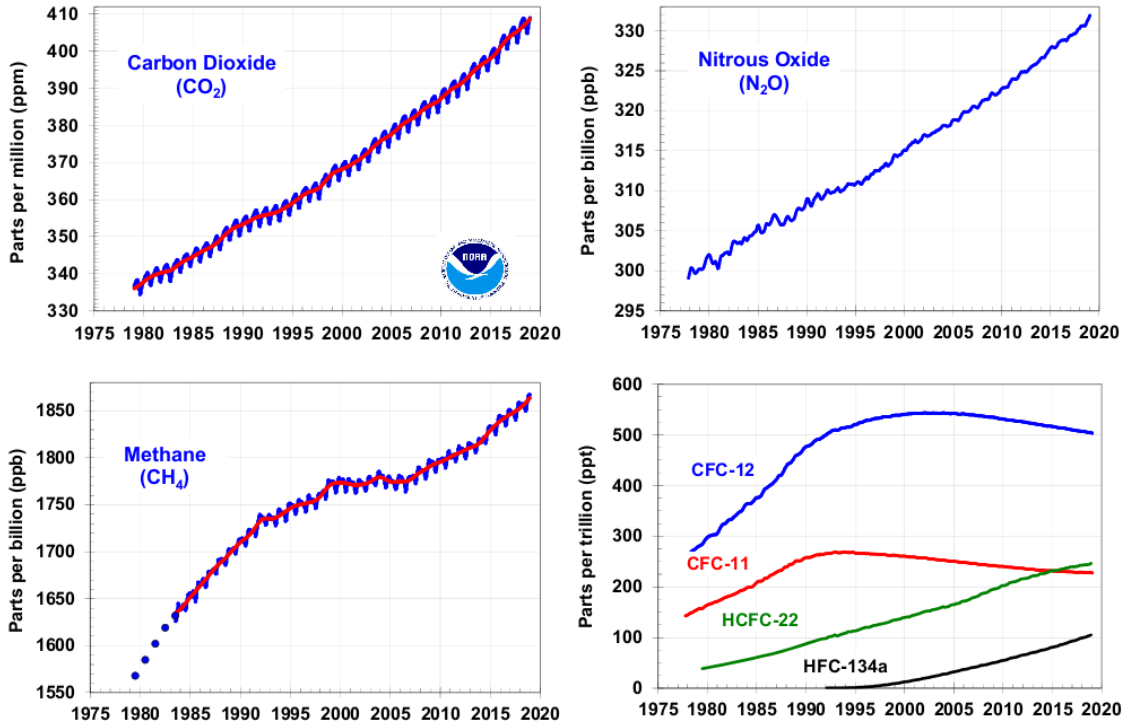 Parts per million (ppm)
410
400
390
380
370
360
350
340
330
Carbon Dioxide
(CO₂)
NOAA
1975 1980 1985 1990 1995 2000 2005 2010 2015 2020
Parts per billion (ppb)
330
325
320
315
310
305
300
295
Nitrous Oxide
(N₂O)
1975 1980 1985 1990 1995 2000 2005 2010 2015 2020
Parts per billion (ppb)
1850
1800
1750
1700
1650
1600
1550
Methane
(CH₄)
1975 1980 1985 1990 1995 2000 2005 2010 2015 2020
Parts per trillion (ppt)
600
500
400
300
200
100
0
CFC-12
CFC-11
HCFC-22
HFC-134a
1975 1980 1985 1990 1995 2000 2005 2010 2015 2020